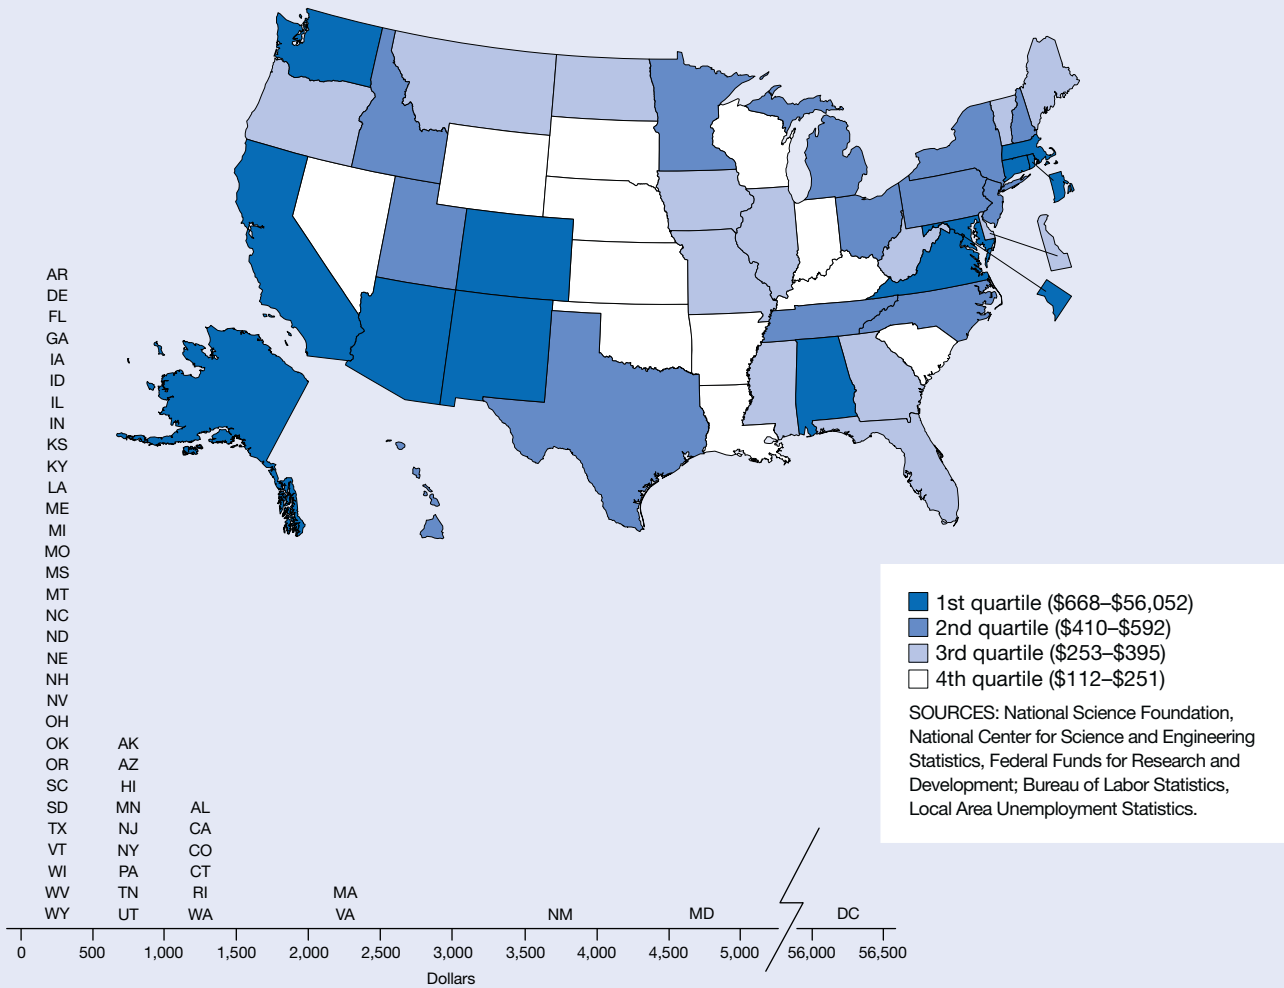 AR
DE
FL
GA
IA
ID
IL
IN
KS
KY
LA
ME
MI
MO
MS
MT
NC
ND
NE
NH
NV
OH
OK AK
OR AZ
SC HI
SD MN AL
TX NJ CA
VT NY CO
WI PA CT
WV TN RI MA
WY UT WA VA NM MD DC
0 500 1,000 1,500 2,000 2,500 3,000 3,500 4,000 4,500 5,000 56,000 56,500
Dollars
1st quartile ($668–$56,052)
2nd quartile ($410–$592)
3rd quartile ($253–$395)
4th quartile ($112–$251)
SOURCES: National Science Foundation,
National Center for Science and Engineering
Statistics, Federal Funds for Research and
Development; Bureau of Labor Statistics,
Local Area Unemployment Statistics.